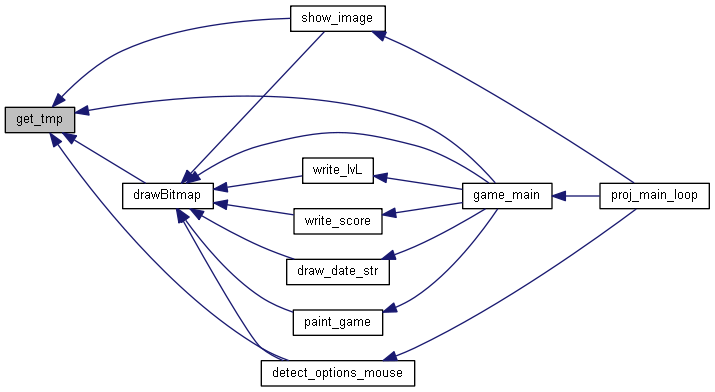 show_image
get_tmp
write_lvL
drawBitmap
game_main
proj_main_loop
write_score
draw_date_str
paint_game
detect_options_mouse